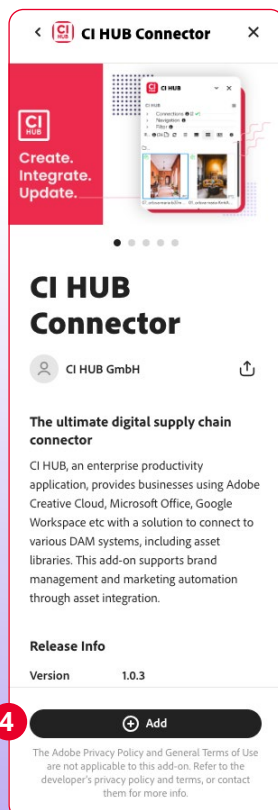 CI HUB CI HUB Connector
CI HUB
CI HUB
Connections
Navigation
Filter
CI HUB
Create.
Integrate.
Update.
CI HUB
Connector
CI HUB GmbH
The ultimate digital supply chain
connector
CI HUB, an enterprise productivity
application, provides businesses using Adobe
Creative Cloud, Microsoft Office, Google
Workspace etc with a solution to connect to
various DAM systems, including asset
libraries. This add-on supports brand
management and marketing automation
through asset integration.
Release Info
Version 1.0.3
4 Add
The Adobe Privacy Policy and General Terms of Use
are not applicable to this add-on. Refer to the
developer's privacy policy and terms, or contact
them for more info.